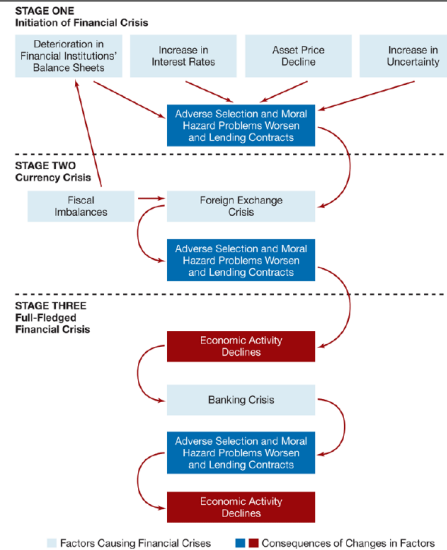 STAGE ONE
Initiation of Financial Crisis
Deterioration in
Financial Institutions'
Balance Sheets
Increase in
Interest Rates
Asset Price
Decline
Increase in
Uncertainty
Adverse Selection and Moral
Hazard Problems Worsen
and Lending Contracts
STAGE TWO
Currency Crisis
Fiscal
Imbalances
Foreign Exchange
Crisis
Adverse Selection and Moral
Hazard Problems Worsen
and Lending Contracts
STAGE THREE
Full-Fledged
Financial Crisis
Economic Activity
Declines
Banking Crisis
Adverse Selection and Moral
Hazard Problems Worsen
and Lending Contracts
Economic Activity
Declines
Factors Causing Financial Crises
Consequences of Changes in Factors